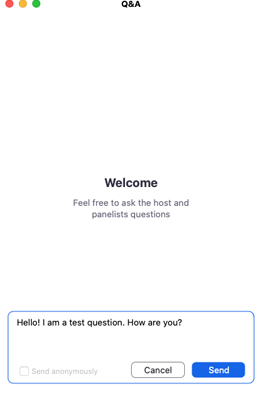 Q&A
Welcome
Feel free to ask the host and
panelists questions
Hello! I am a test question. How are you?
Send anonymously
Cancel
Send